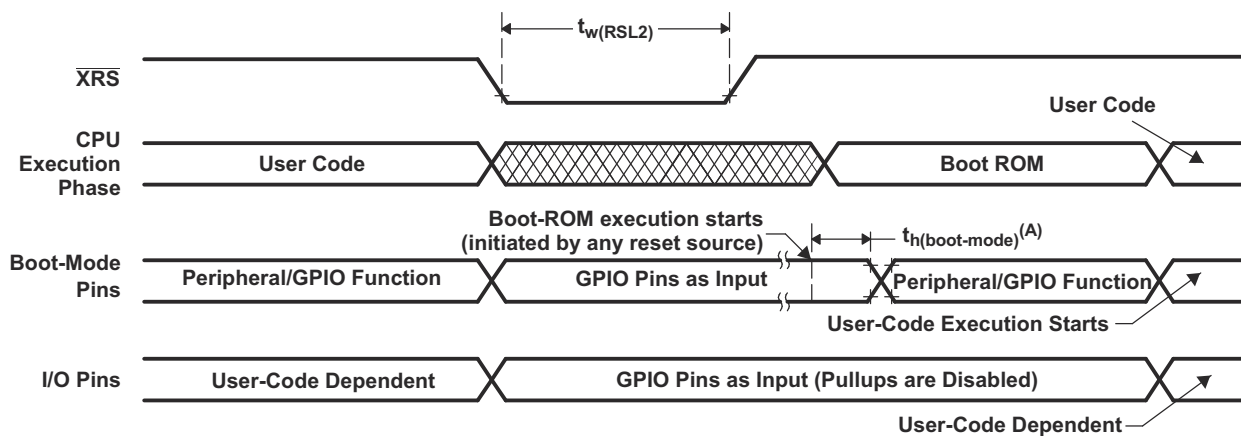 tw(RSL2)
XRS
User Code
CPU
Execution
Phase
User Code
Boot ROM
Boot-ROM execution starts
(initiated by any reset source)
th(boot-mode)(A)
Boot-Mode
Pins
Peripheral/GPIO Function
GPIO Pins as Input
Peripheral/GPIO Function
User-Code Execution Starts
I/O Pins
User-Code Dependent
GPIO Pins as Input (Pullups are Disabled)
User-Code Dependent